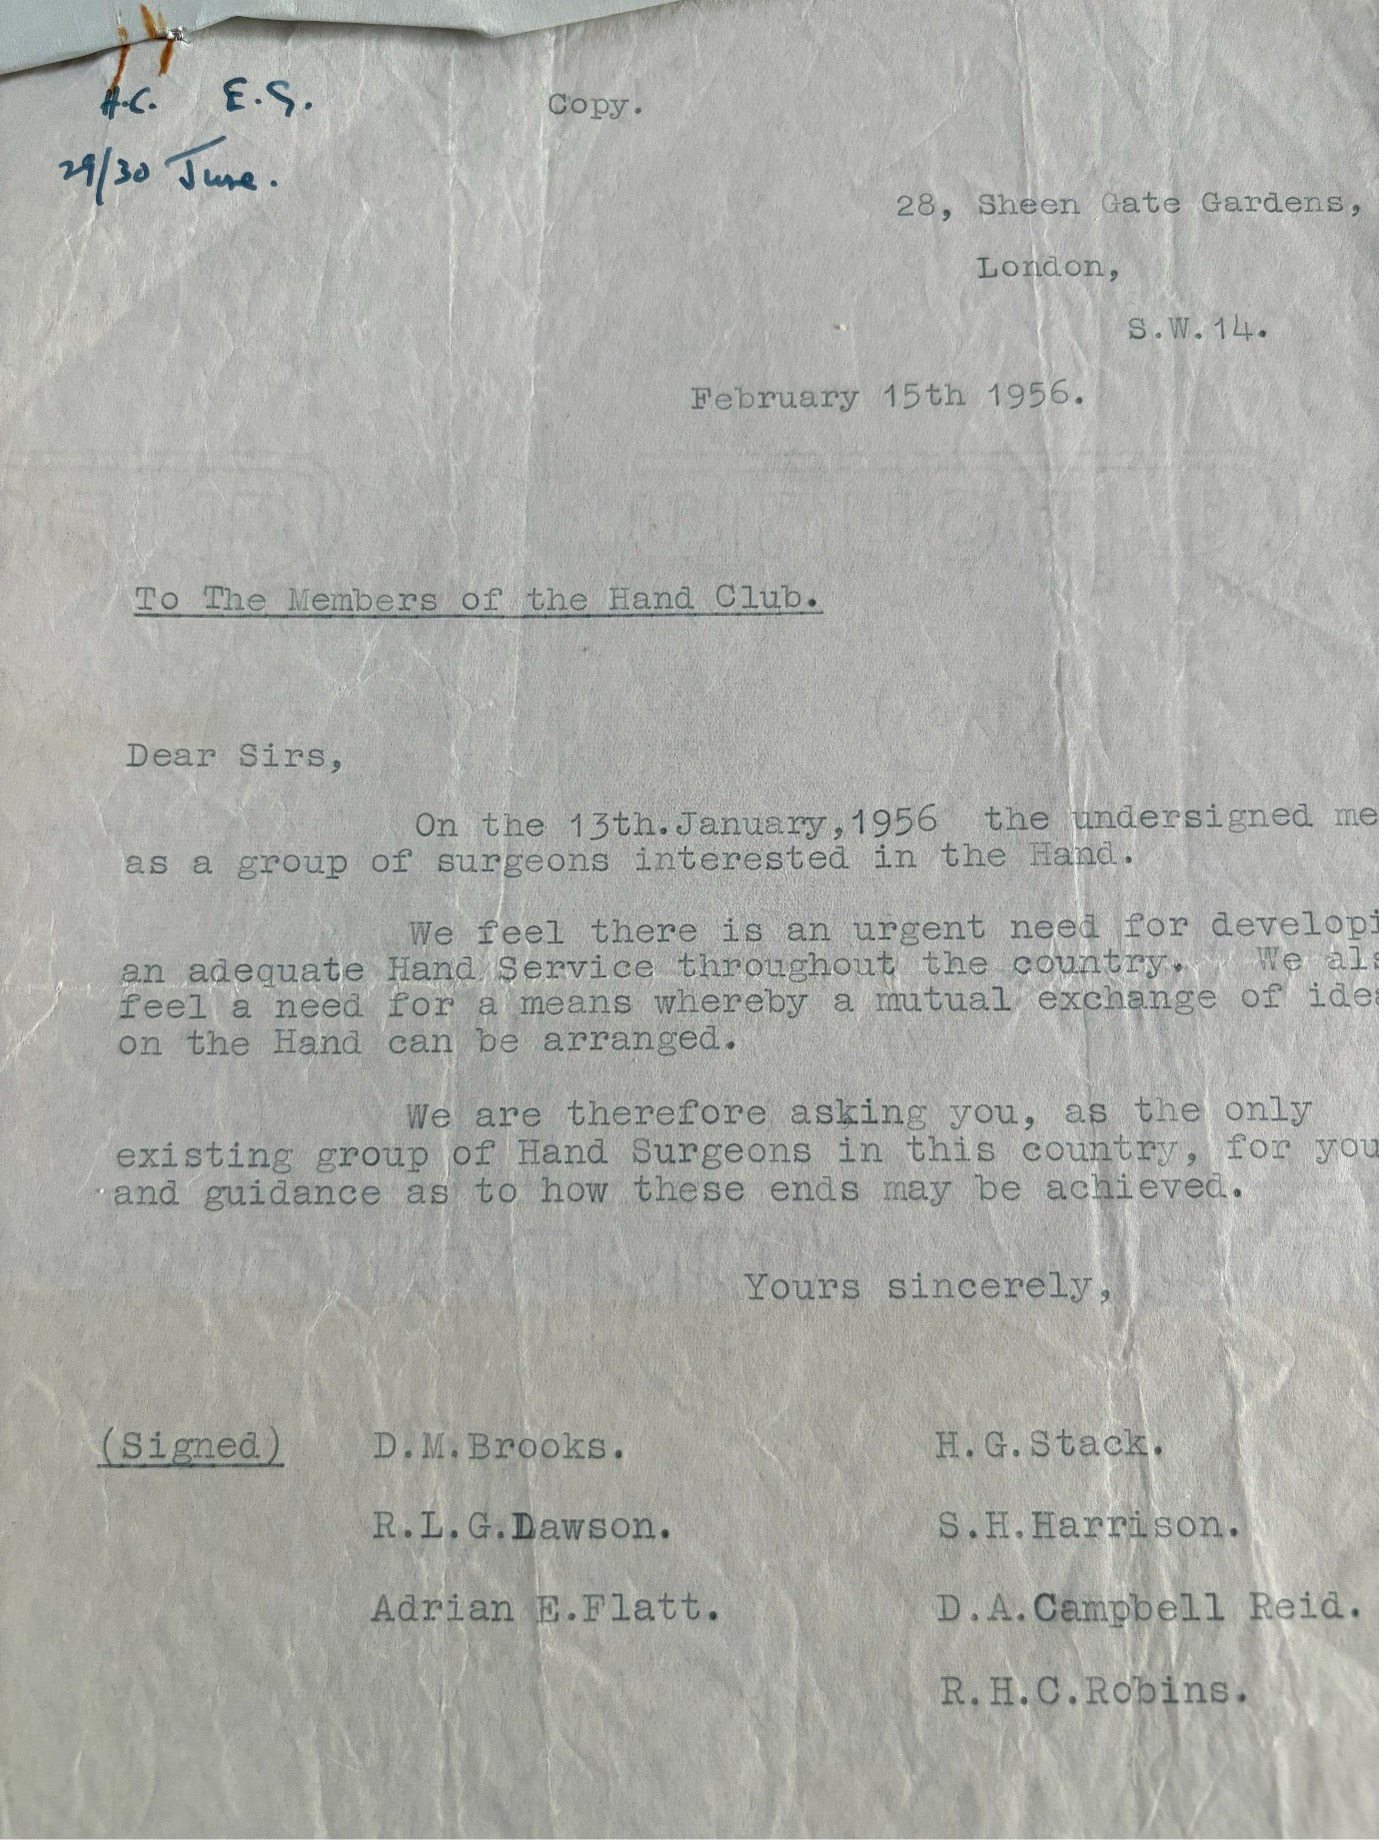 H.C. E.G.
Copy.
29/30 June.
28, Sheen Gate Gardens,
London,
S.W.14.
February 15th 1956.
To The Members of the Hand Club.
Dear Sirs,
On the 13th.January,1956 the undersigned me
as a group of surgeons interested in the Hand.
We feel there is an urgent need for developi
an adequate Hand Service throughout the country. We als
feel a need for a means whereby a mutual exchange of idea
on the Hand can be arranged.
We are therefore asking you, as the only
existing group of Hand Surgeons in this country, for you
and guidance as to how these ends may be achieved.
Yours sincerely,
(Signed) D.M.Brooks. H.G.Stack.
R.L.G.Dawson. S.H.Harrison.
Adrian E.Flatt. D.A.Campbell Reid.
R.H.C.Robins.